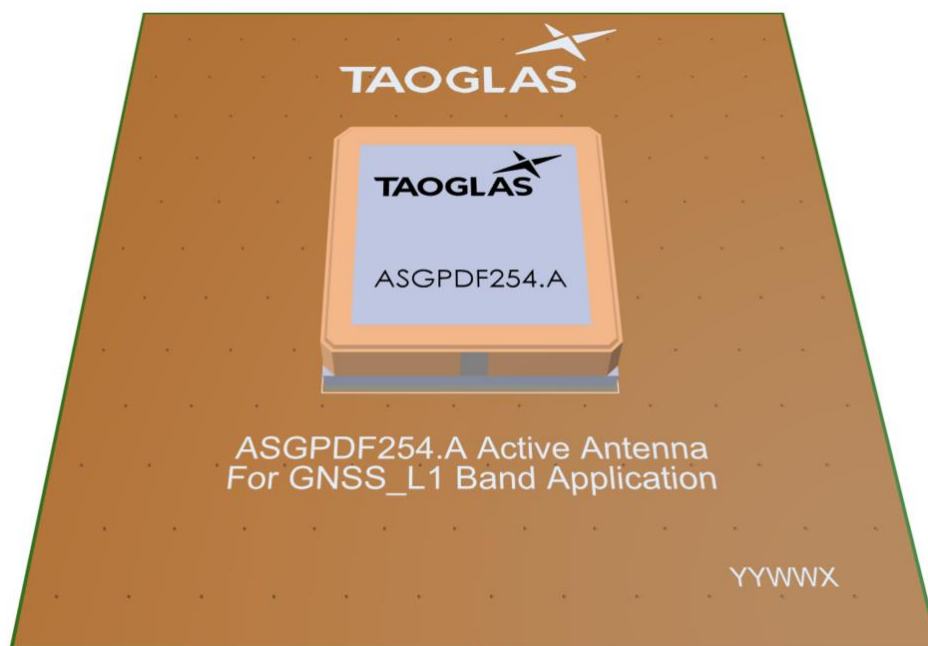 TAOGLAS
TAOGLAS
ASGPDF254.A
ASGPDF254.A Active Antenna
For GNSS_L1 Band Application
YYWWX